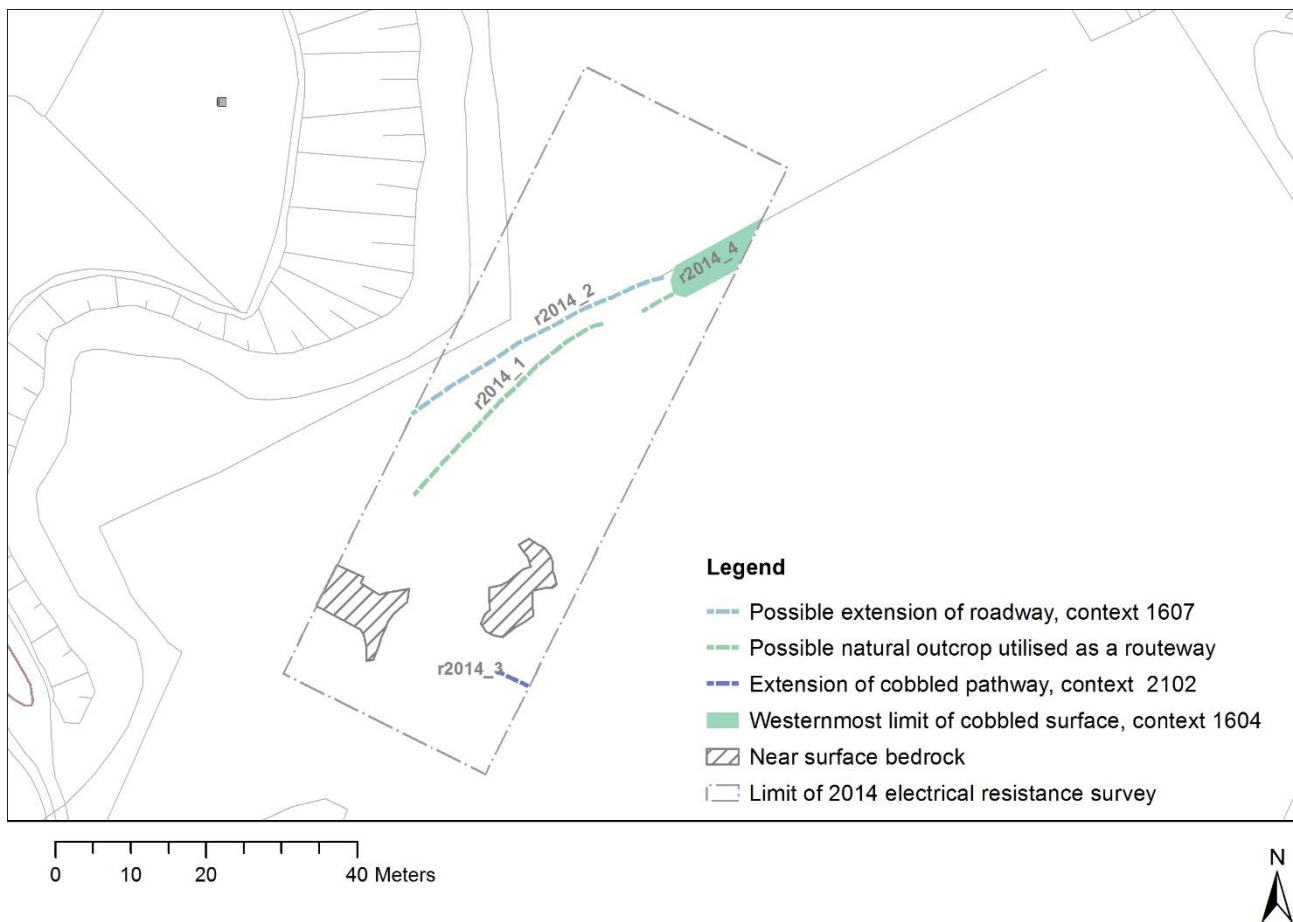 r2014_4
r2014_2
r2014_1
r2014_3
Legend
Possible extension of roadway, context 1607
Possible natural outcrop utilised as a routeway
Extension of cobbled pathway, context 2102
Westernmost limit of cobbled surface, context 1604
Near surface bedrock
Limit of 2014 electrical resistance survey
0 10 20 40 Meters
N